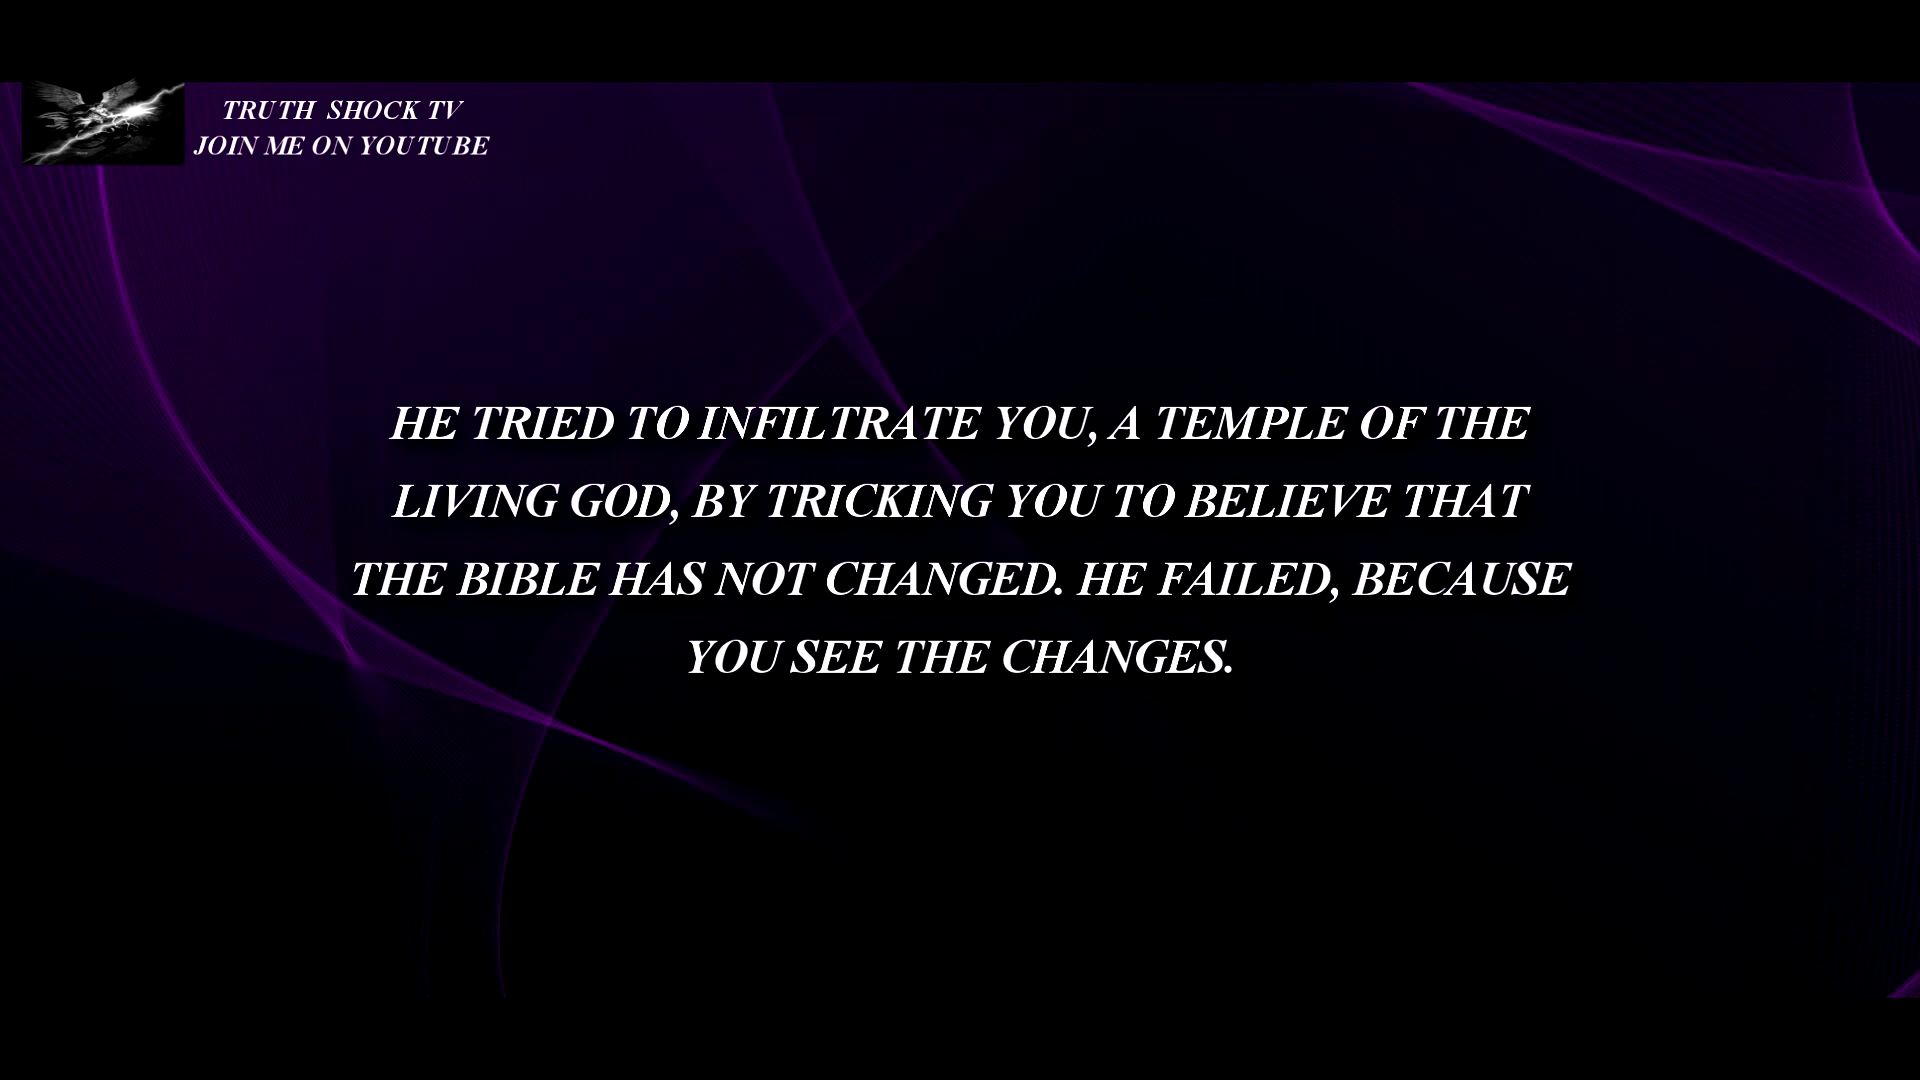 TRUTH SHOCK TV
JOIN ME ON YOUTUBE
HE TRIED TO INFILTRATE YOU, A TEMPLE OF THE
LIVING GOD, BY TRICKING YOU TO BELIEVE THAT
THE BIBLE HAS NOT CHANGED. HE FAILED, BECAUSE
YOU SEE THE CHANGES.